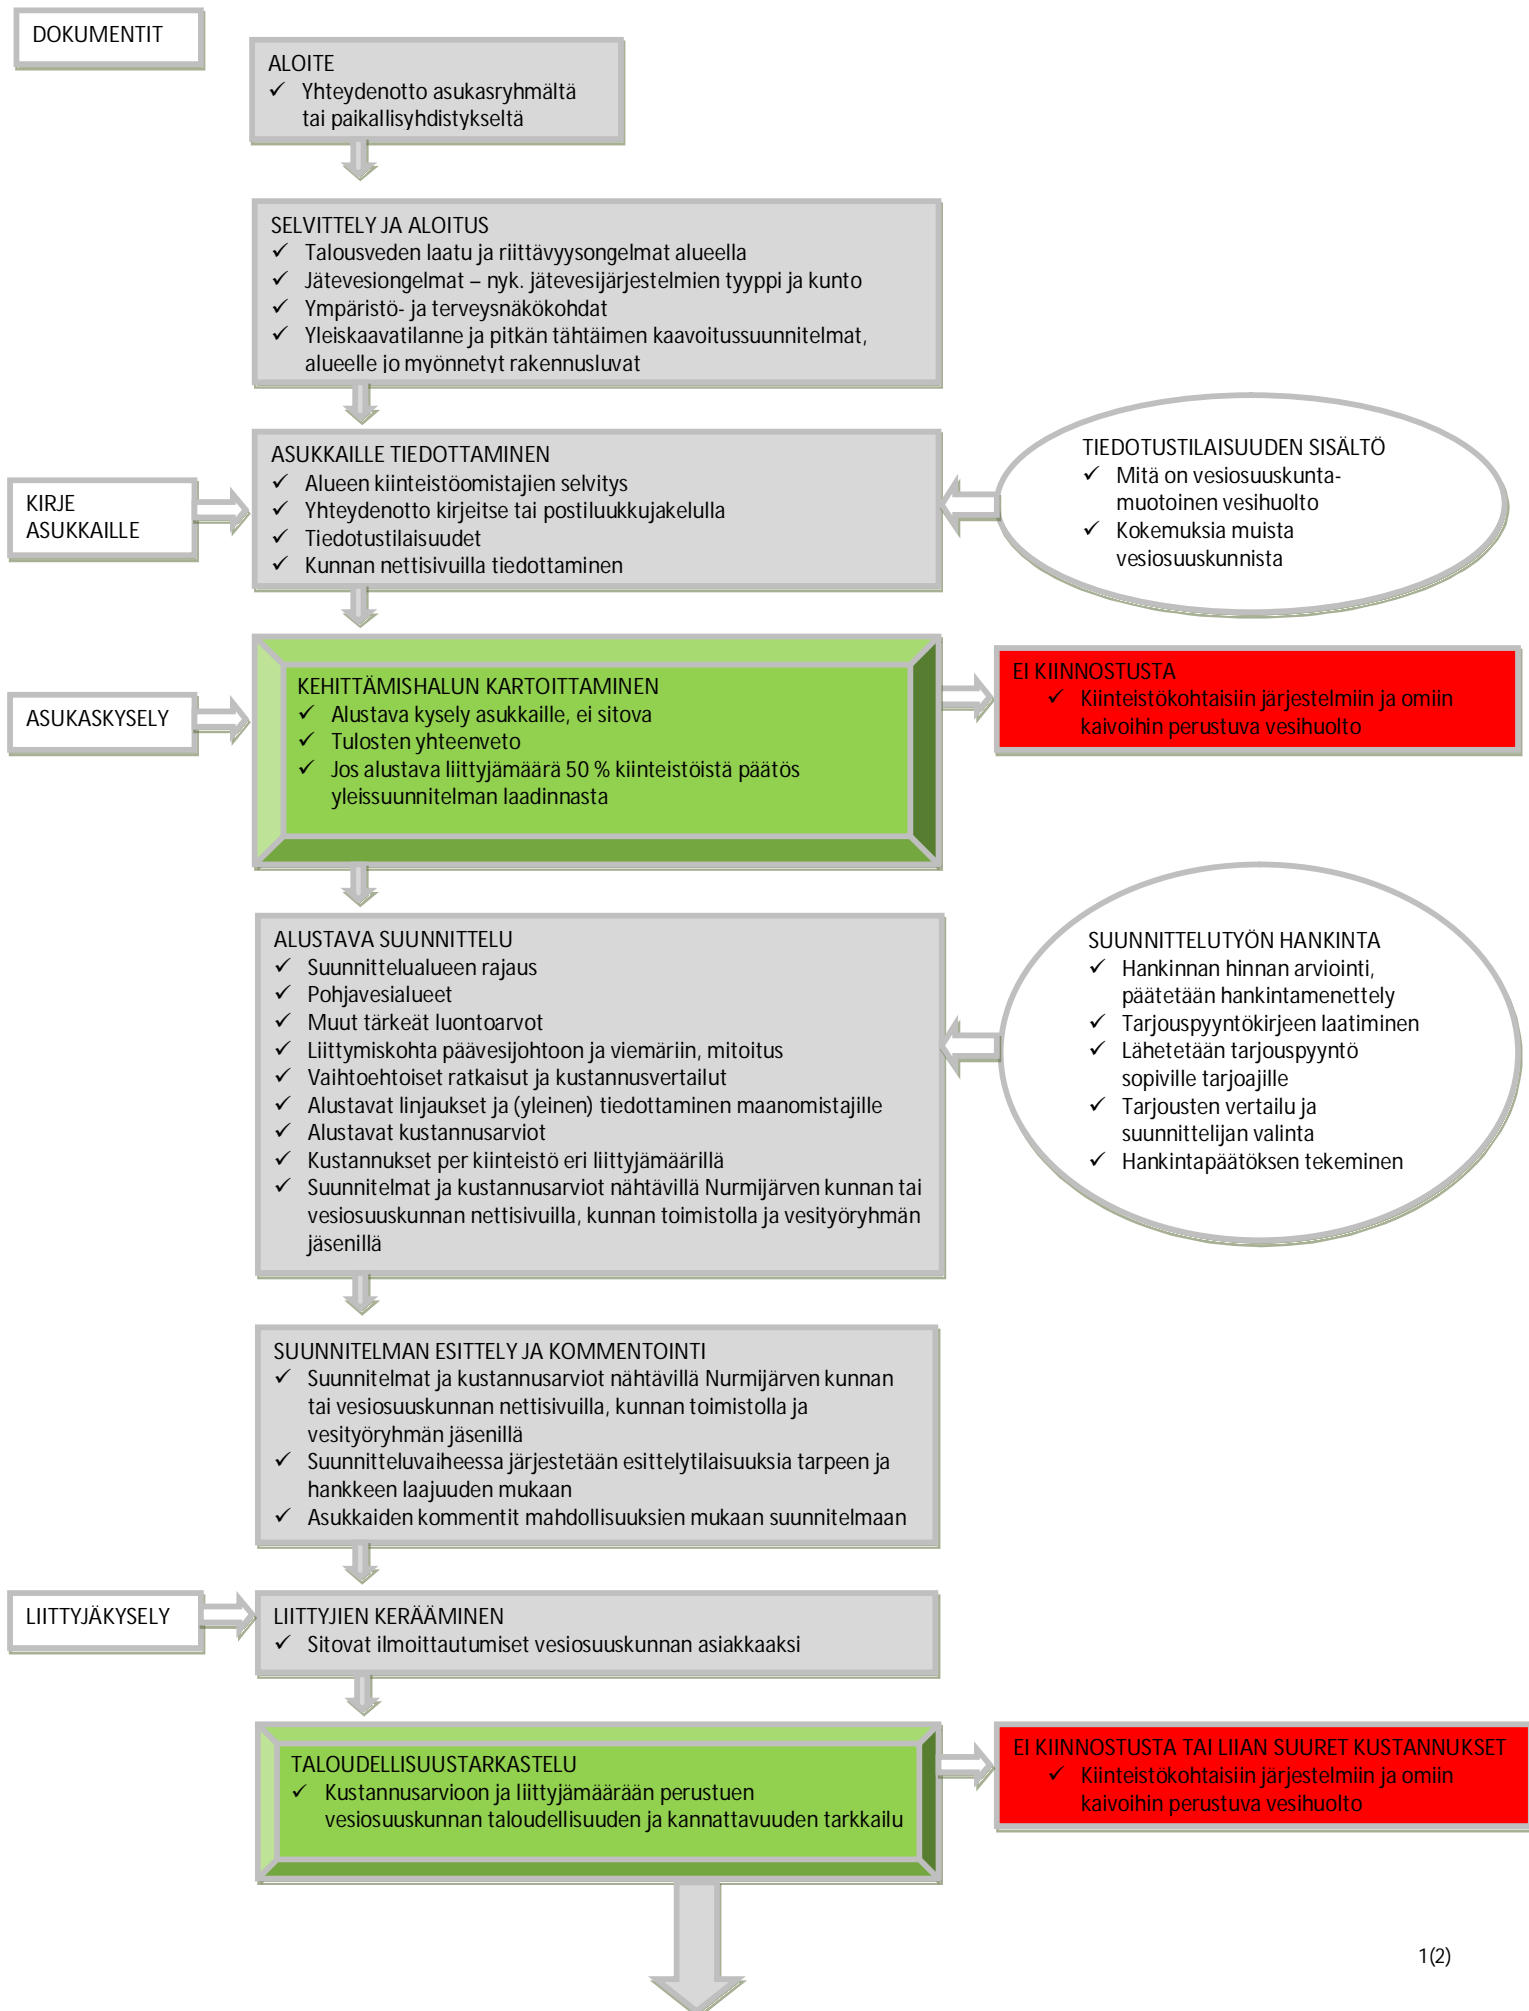 DOKUMENTIT
ALOITE
✓ Yhteydenotto asukasryhmältä
tai paikallisyhdistykseltä
SELVITTELY JA ALOITUS
✓ Talousveden laatu ja riittävyysongelmat alueella
✓ Jätevesiongelmat – nyk. jätevesijärjestelmien tyyppi ja kunto
✓ Ympäristö- ja terveysnäkökohdat
✓ Yleiskaavatilanne ja pitkän tähtäimen kaavoitussuunnitelmat,
alueelle jo myönnetyt rakennusluvat
KIRJE
ASUKKAILLE
ASUKKAILLE TIEDOTTAMINEN
✓ Alueen kiinteistöomistajien selvitys
✓ Yhteydenotto kirjeitse tai postiluukkujakelulla
✓ Tiedotustilaisuudet
✓ Kunnan nettisivuilla tiedottaminen
TIEDOTUSTILAISUUDEN SISÄLTÖ
✓ Mitä on vesiosuuskunta-
muotoinen vesihuolto
✓ Kokemuksia muista
vesiosuuskunnista
ASUKASKYSELY
KEHITTÄMISHALUN KARTOITTAMINEN
✓ Alustava kysely asukkaille, ei sitova
✓ Tulosten yhteenveto
✓ Jos alustava liittyjämäärä 50 % kiinteistöistä päätös
yleissuunnitelman laadinnasta
EI KIINNOSTUSTA
✓ Kiinteistökohtaisiin järjestelmiin ja omiin
kaivoihin perustuva vesihuolto
ALUSTAVA SUUNNITTELU
✓ Suunnittelualueen rajaus
✓ Pohjavesialueet
✓ Muut tärkeät luontoarvot
✓ Liittymiskohta päävesijohtoon ja viemäriin, mitoitus
✓ Vaihtoehtoiset ratkaisut ja kustannusvertailut
✓ Alustavat linjaukset ja (yleinen) tiedottaminen maanomistajille
✓ Alustavat kustannusarviot
✓ Kustannukset per kiinteistö eri liittyjämäärillä
✓ Suunnitelmat ja kustannusarviot nähtävillä Nurmijärven kunnan tai
vesiosuuskunnan nettisivuilla, kunnan toimistolla ja vesityöryhmän
jäsenillä
SUUNNITTELUTYÖN HANKINTA
✓ Hankinnan hinnan arviointi,
päätetään hankintamenettely
✓ Tarjouspyyntökirjeen laatiminen
✓ Lähetetään tarjouspyyntö
sopiville tarjoajille
✓ Tarjousten vertailu ja
suunnittelijan valinta
✓ Hankintapäätöksen tekeminen
SUUNNITELMAN ESITTELY JA KOMMENTOINTI
✓ Suunnitelmat ja kustannusarviot nähtävillä Nurmijärven kunnan
tai vesiosuuskunnan nettisivuilla, kunnan toimistolla ja
vesityöryhmän jäsenillä
✓ Suunnitteluvaiheessa järjestetään esittelytilaisuuksia tarpeen ja
hankkeen laajuuden mukaan
✓ Asukkaiden kommentit mahdollisuuksien mukaan suunnitelmaan
LIITTYJÄKYSELY
LIITTYJIEN KERÄÄMINEN
✓ Sitovat ilmoittautumiset vesiosuuskunnan asiakkaaksi
TALOUDELLISUUSTARKASTELU
✓ Kustannusarvioon ja liittyjämäärään perustuen
vesiosuuskunnan taloudellisuuden ja kannattavuuden tarkkailu
EI KIINNOSTUSTA TAI LIIAN SUURET KUSTANNUKSET
✓ Kiinteistökohtaisiin järjestelmiin ja omiin
kaivoihin perustuva vesihuolto
1(2)